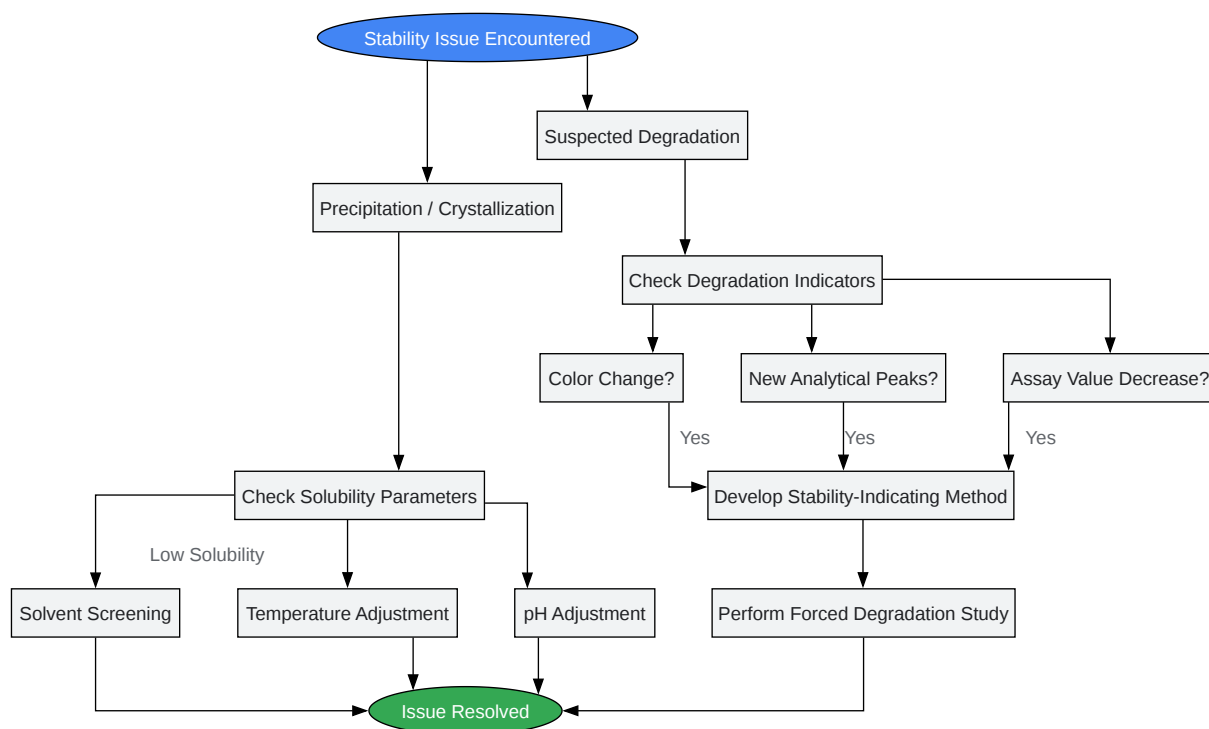 Stability Issue Encountered
Suspected Degradation
Precipitation / Crystallization
Check Degradation Indicators
Color Change?
New Analytical Peaks?
Assay Value Decrease?
Yes
Yes
Yes
Check Solubility Parameters
Develop Stability-Indicating Method
Low Solubility
Solvent Screening
Temperature Adjustment
pH Adjustment
Perform Forced Degradation Study
Issue Resolved